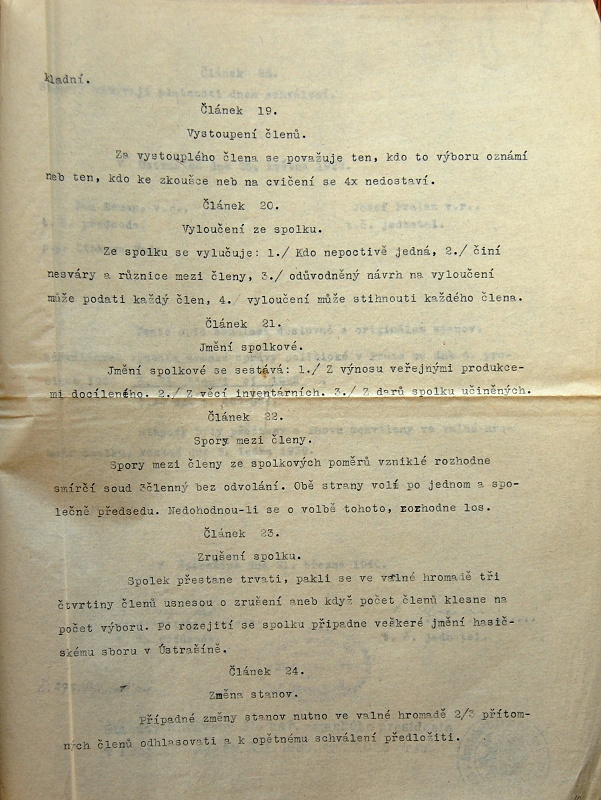 kladní.
Článek 19.
Vystoupení členů.
Za vystouplého člena se považuje ten, kdo to výboru oznámí
neb ten, kdo ke zkoušce neb na cvičení se 4x nedostaví.
Článek 20.
Vyloučení ze spolku.
Ze spolku se vylučuje: 1./ Kdo nepoctivě jedná, 2./ činí
nesváry a různice mezi členy, 3./ odůvodněný návrh na vyloučení
může podati každý člen, 4./ vyloučení může stihnouti každého člena.
Článek 21.
Jmění spolkové.
Jmění spolkové se sestává: 1./ Z výnosu veřejnými produkce-
mi docíleného. 2./ Z věcí inventárních. 3./ Z darů spolku učiněných.
Článek 22.
Spory mezi členy.
Spory mezi členy ze spolkových poměrů vzniklé rozhodne
smírčí soud 3členný bez odvolání. Obě strany volí po jednom a spo-
lečně předsedu. Nedohodnou-li se o volbě tohoto, rozhodne los.
Článek 23.
Zrušení spolku.
Spolek přestane trvati, pakli se ve valné hromadě tři
čtvrtiny členů usnesou o zrušení aneb když počet členů klesne na
počet výboru. Po rozejití se spolku připadne veškeré jmění hasič-
skému sboru v Ústrašíně.
Článek 24.
Změna stanov.
Případné změny stanov nutno ve valné hromadě 2/3 přítom-
ných členů odhlasovati a k opětnému schválení předložiti.